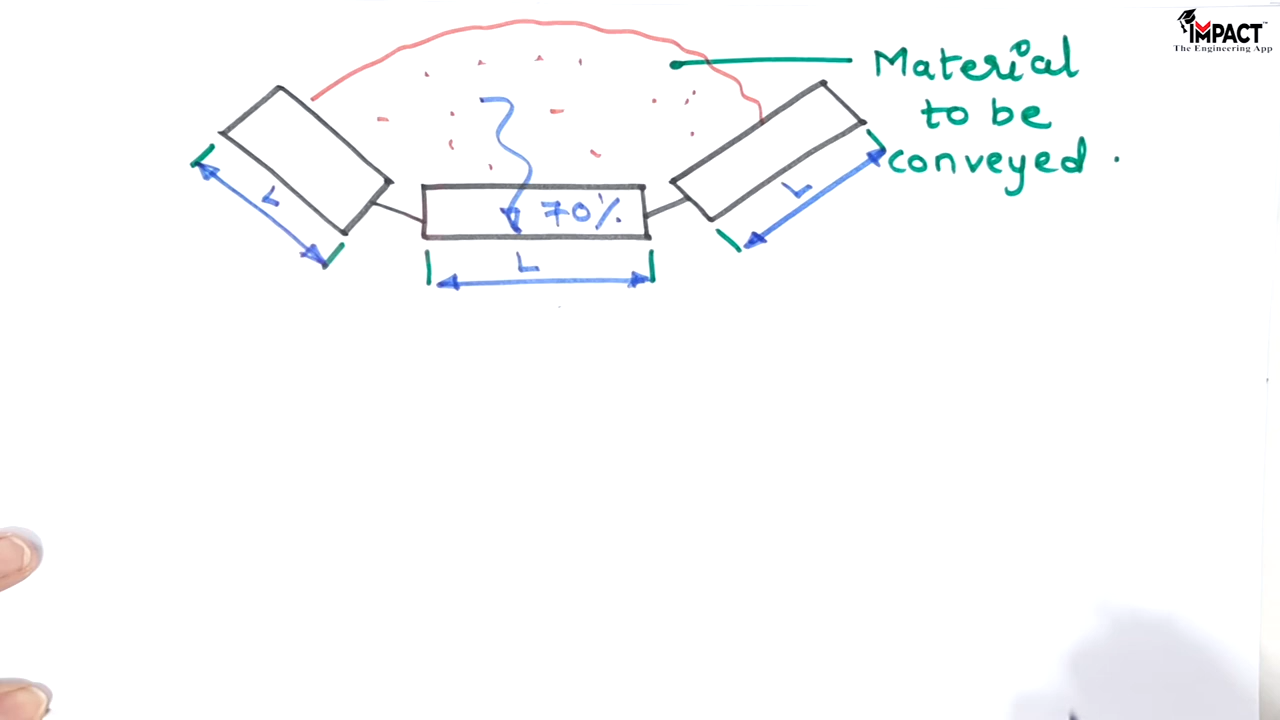 IMPACT
The Engineering App
Material
to be
conveyed.
L
70%
L
L